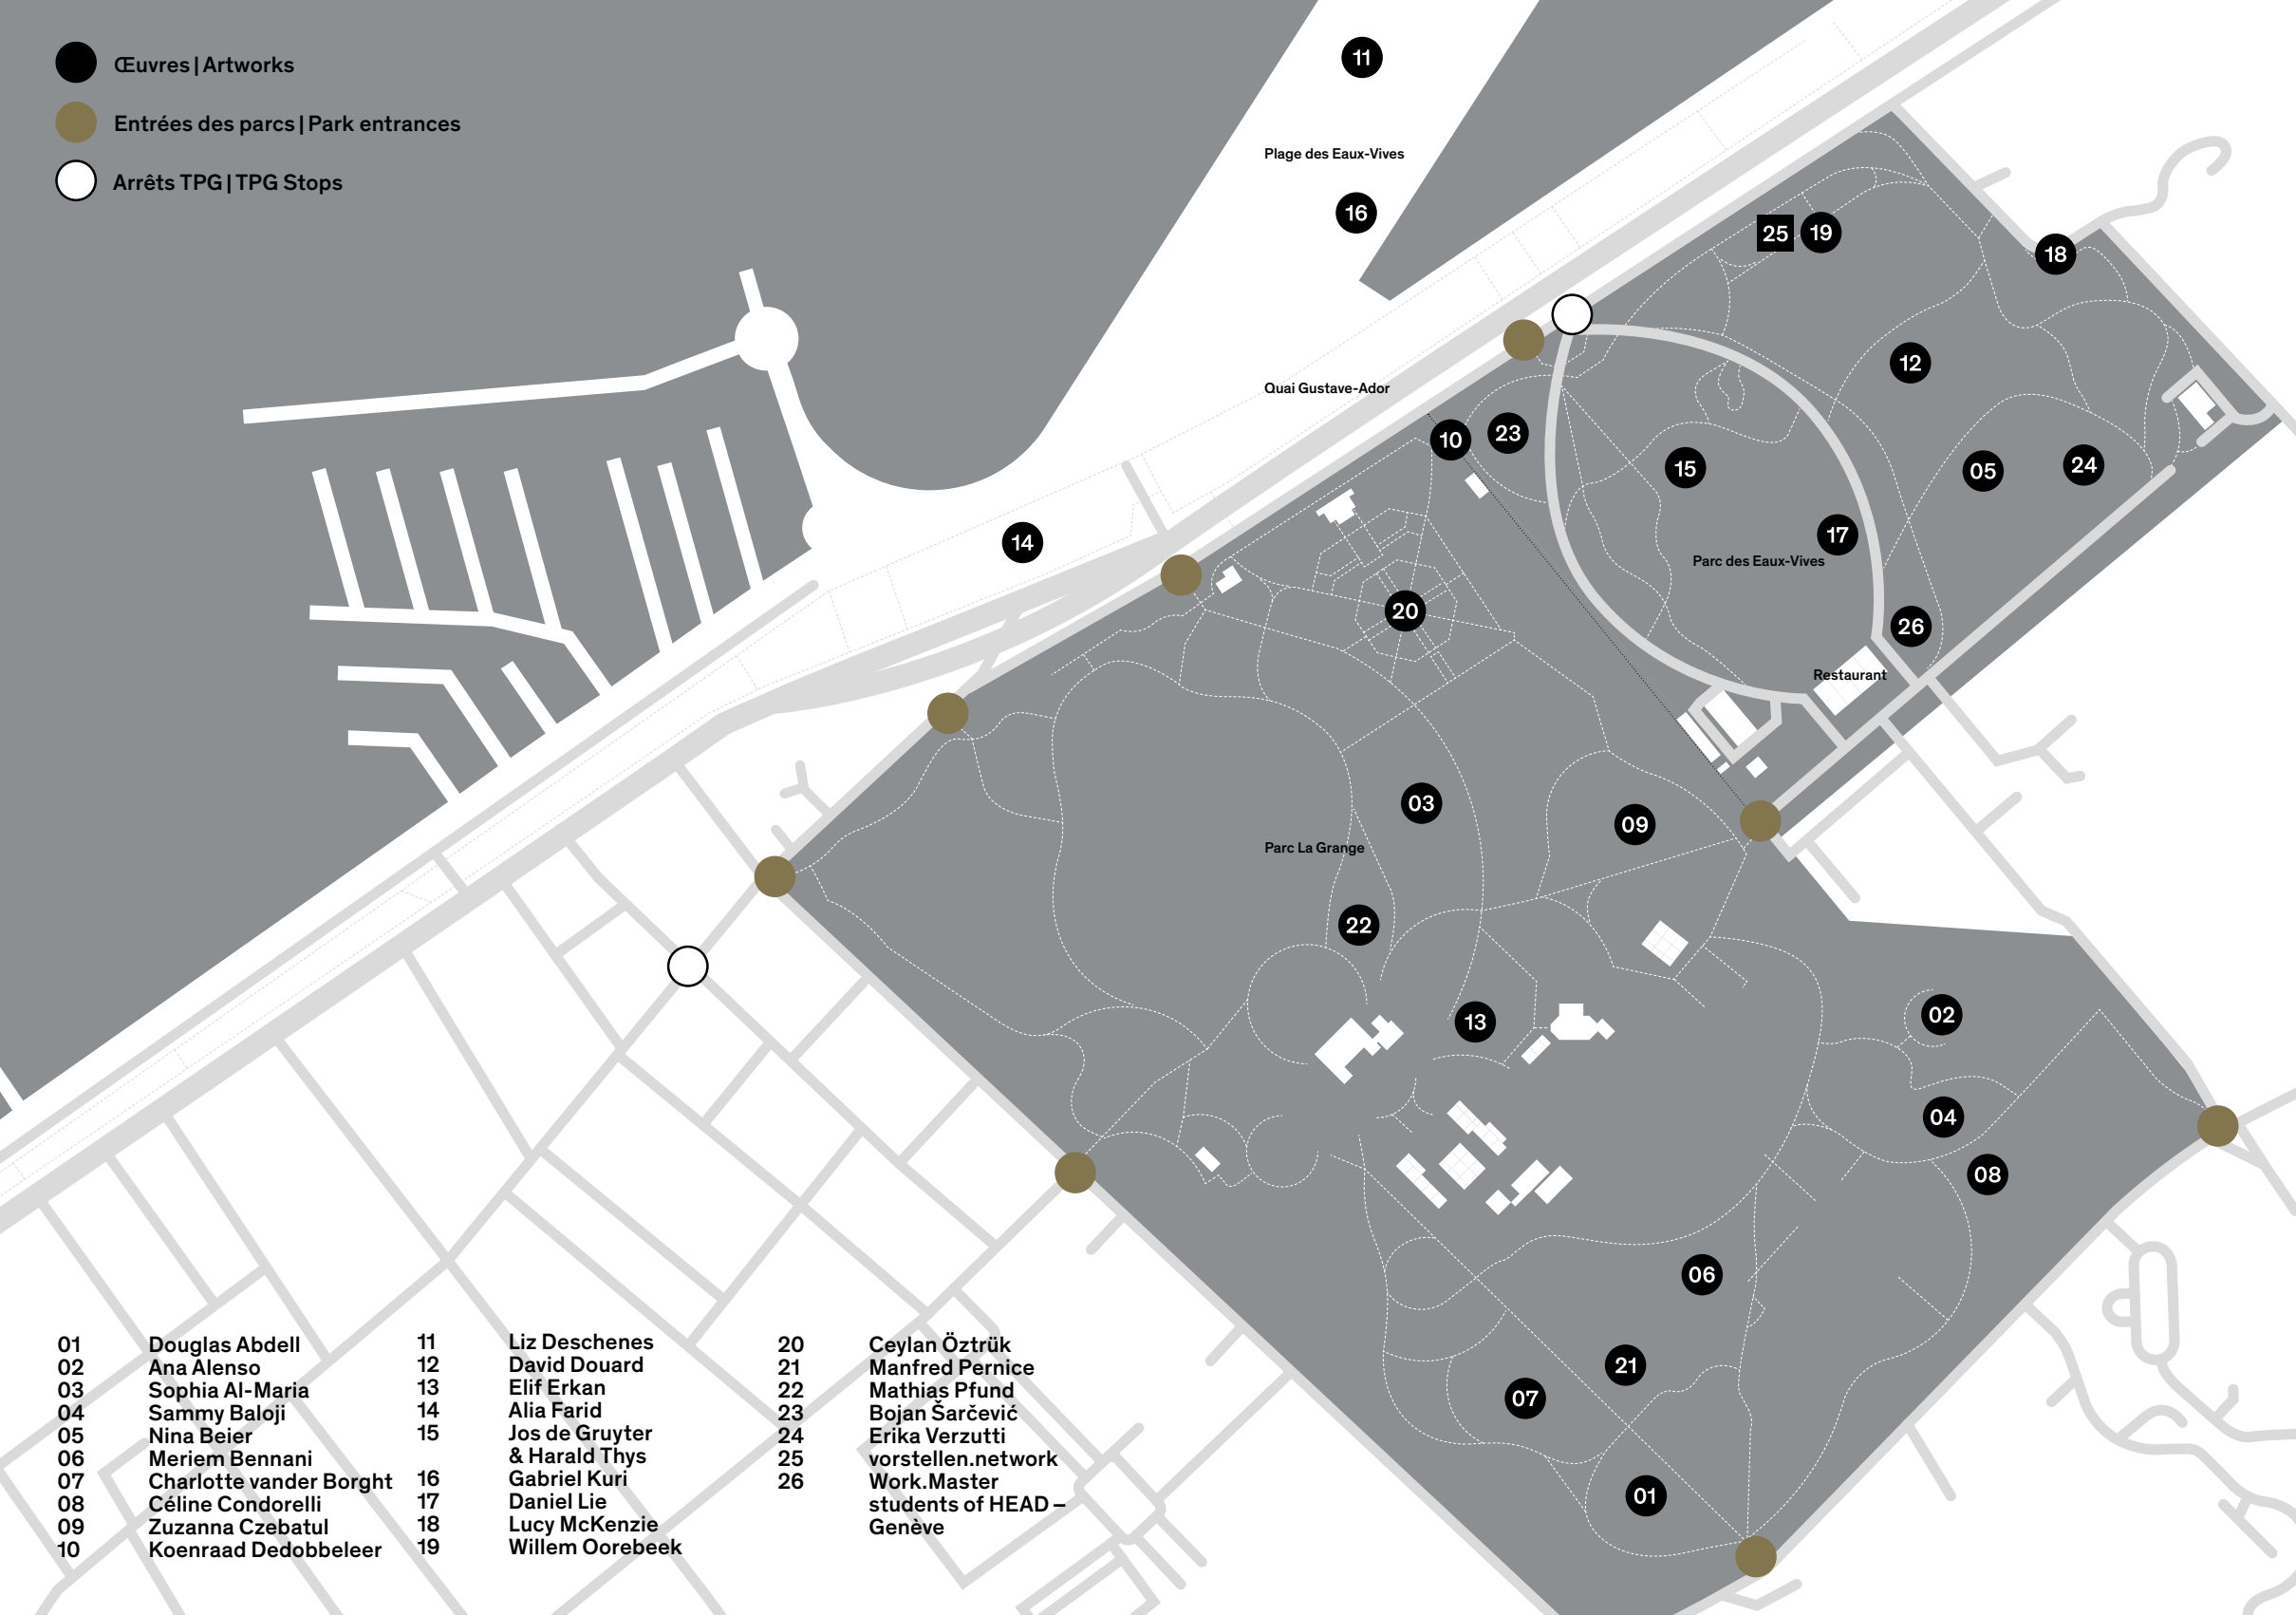 Œuvres | Artworks
Entrées des parcs | Park entrances
Arrêts TPG | TPG Stops
11
Plage des Eaux-Vives
16
25
19
18
12
Quai Gustave-Ador
10
23
15
05
24
14
17
Parc des Eaux-Vives
20
26
Restaurant
03
09
Parc La Grange
22
02
13
04
08
06
21
07
01
01 Douglas Abdell
02 Ana Alenso
03 Sophia Al-Maria
04 Sammy Baloji
05 Nina Beier
06 Meriem Bennani
07 Charlotte vander Borght
08 Céline Condorelli
09 Zuzanna Czebatul
10 Koenraad Dedobbeleer
11 Liz Deschenes
12 David Douard
13 Elif Erkan
14 Alia Farid
15 Jos de Gruyter
& Harald Thys
16 Gabriel Kuri
17 Daniel Lie
18 Lucy McKenzie
19 Willem Oorebeek
20 Ceylan Öztrük
21 Manfred Pernice
22 Mathias Pfund
23 Bojan Šarčević
24 Erika Verzutti
25 vorstellen.network
26 Work.Master
students of HEAD –
Genève